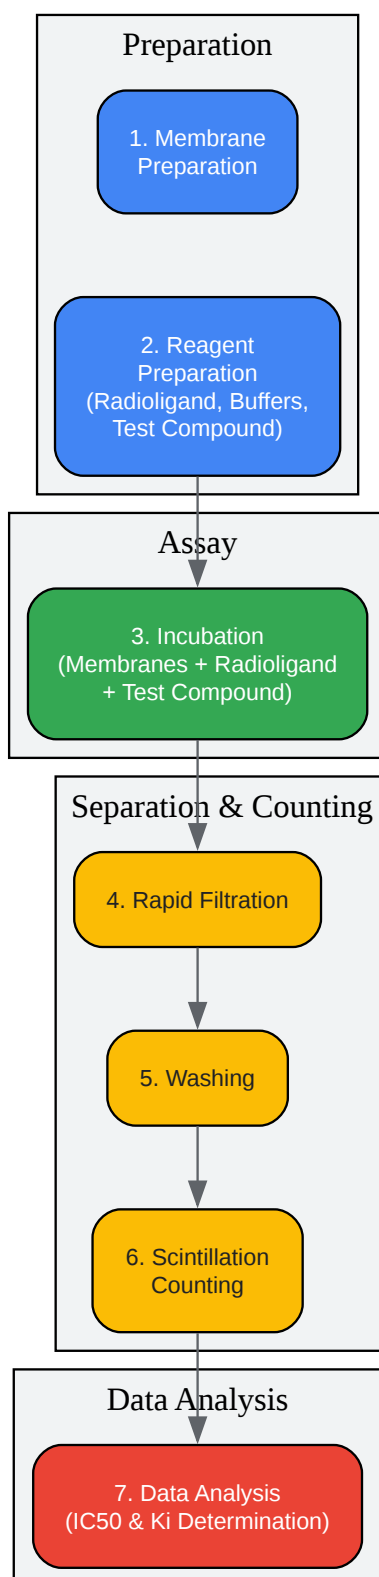 Preparation
1. Membrane
Preparation
2. Reagent
Preparation
(Radioligand, Buffers,
Test Compound)
Assay
3. Incubation
(Membranes + Radioligand
+ Test Compound)
Separation & Counting
4. Rapid Filtration
5. Washing
6. Scintillation
Counting
Data Analysis
7. Data Analysis
(IC50 & Ki Determination)